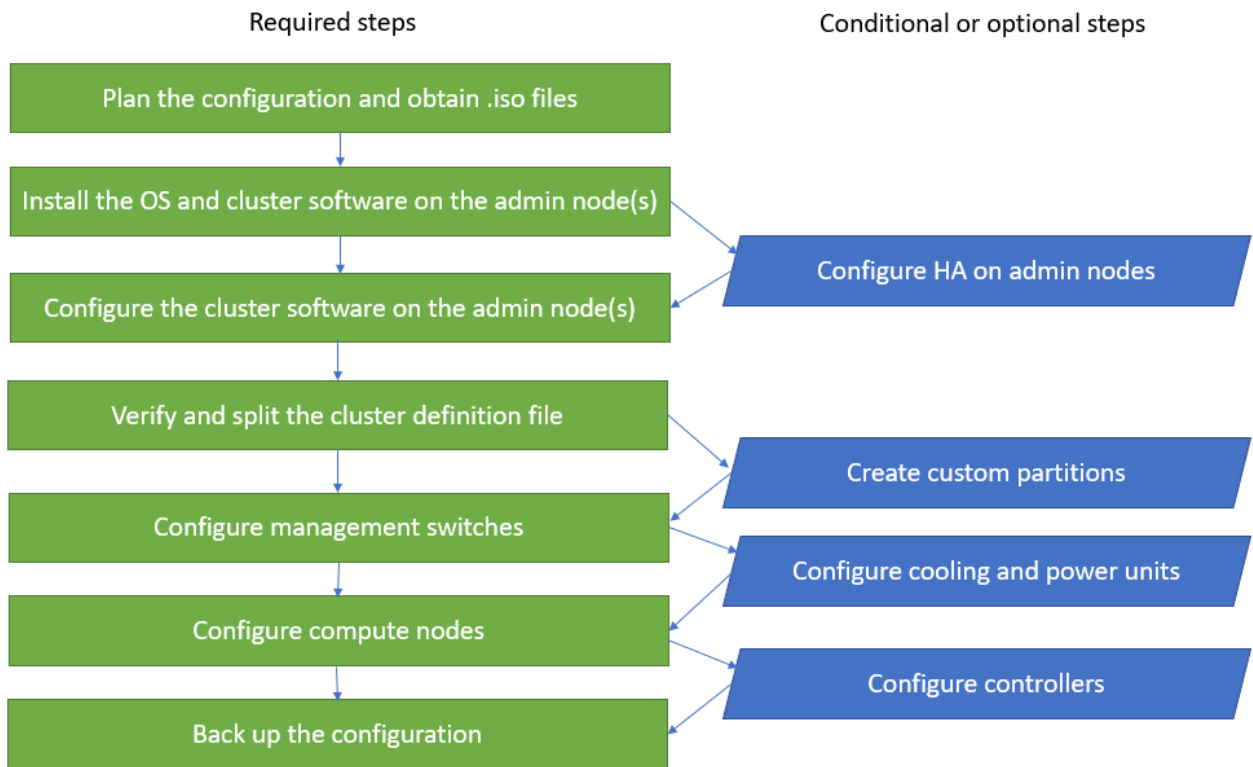 Required steps
Conditional or optional steps
Plan the configuration and obtain .iso files
Install the OS and cluster software on the admin node(s)
Configure HA on admin nodes
Configure the cluster software on the admin node(s)
Verify and split the cluster definition file
Create custom partitions
Configure management switches
Configure cooling and power units
Configure compute nodes
Configure controllers
Back up the configuration